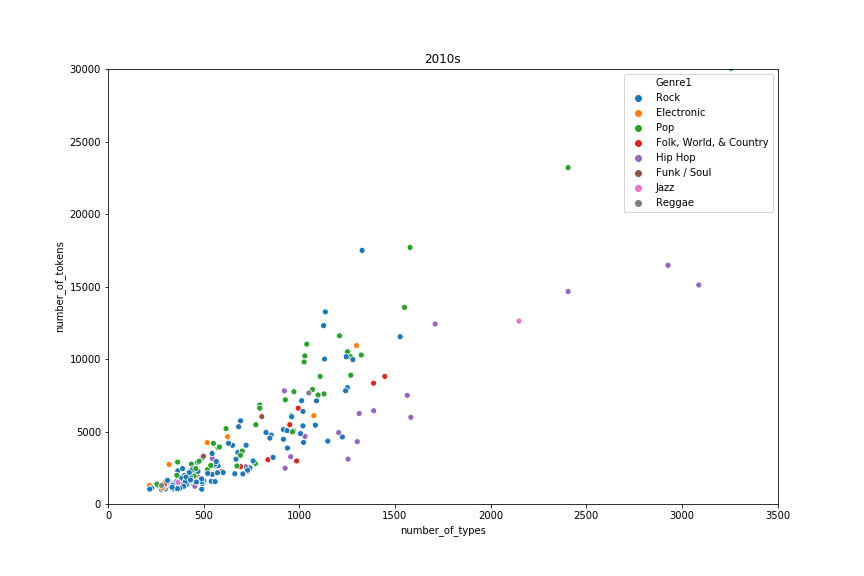 2010s
30000
25000
20000
15000
10000
5000
0
number_of_tokens
Genre1
Rock
Electronic
Pop
Folk, World, & Country
Hip Hop
Funk / Soul
Jazz
Reggae
0 500 1000 1500 2000 2500 3000 3500
number_of_types